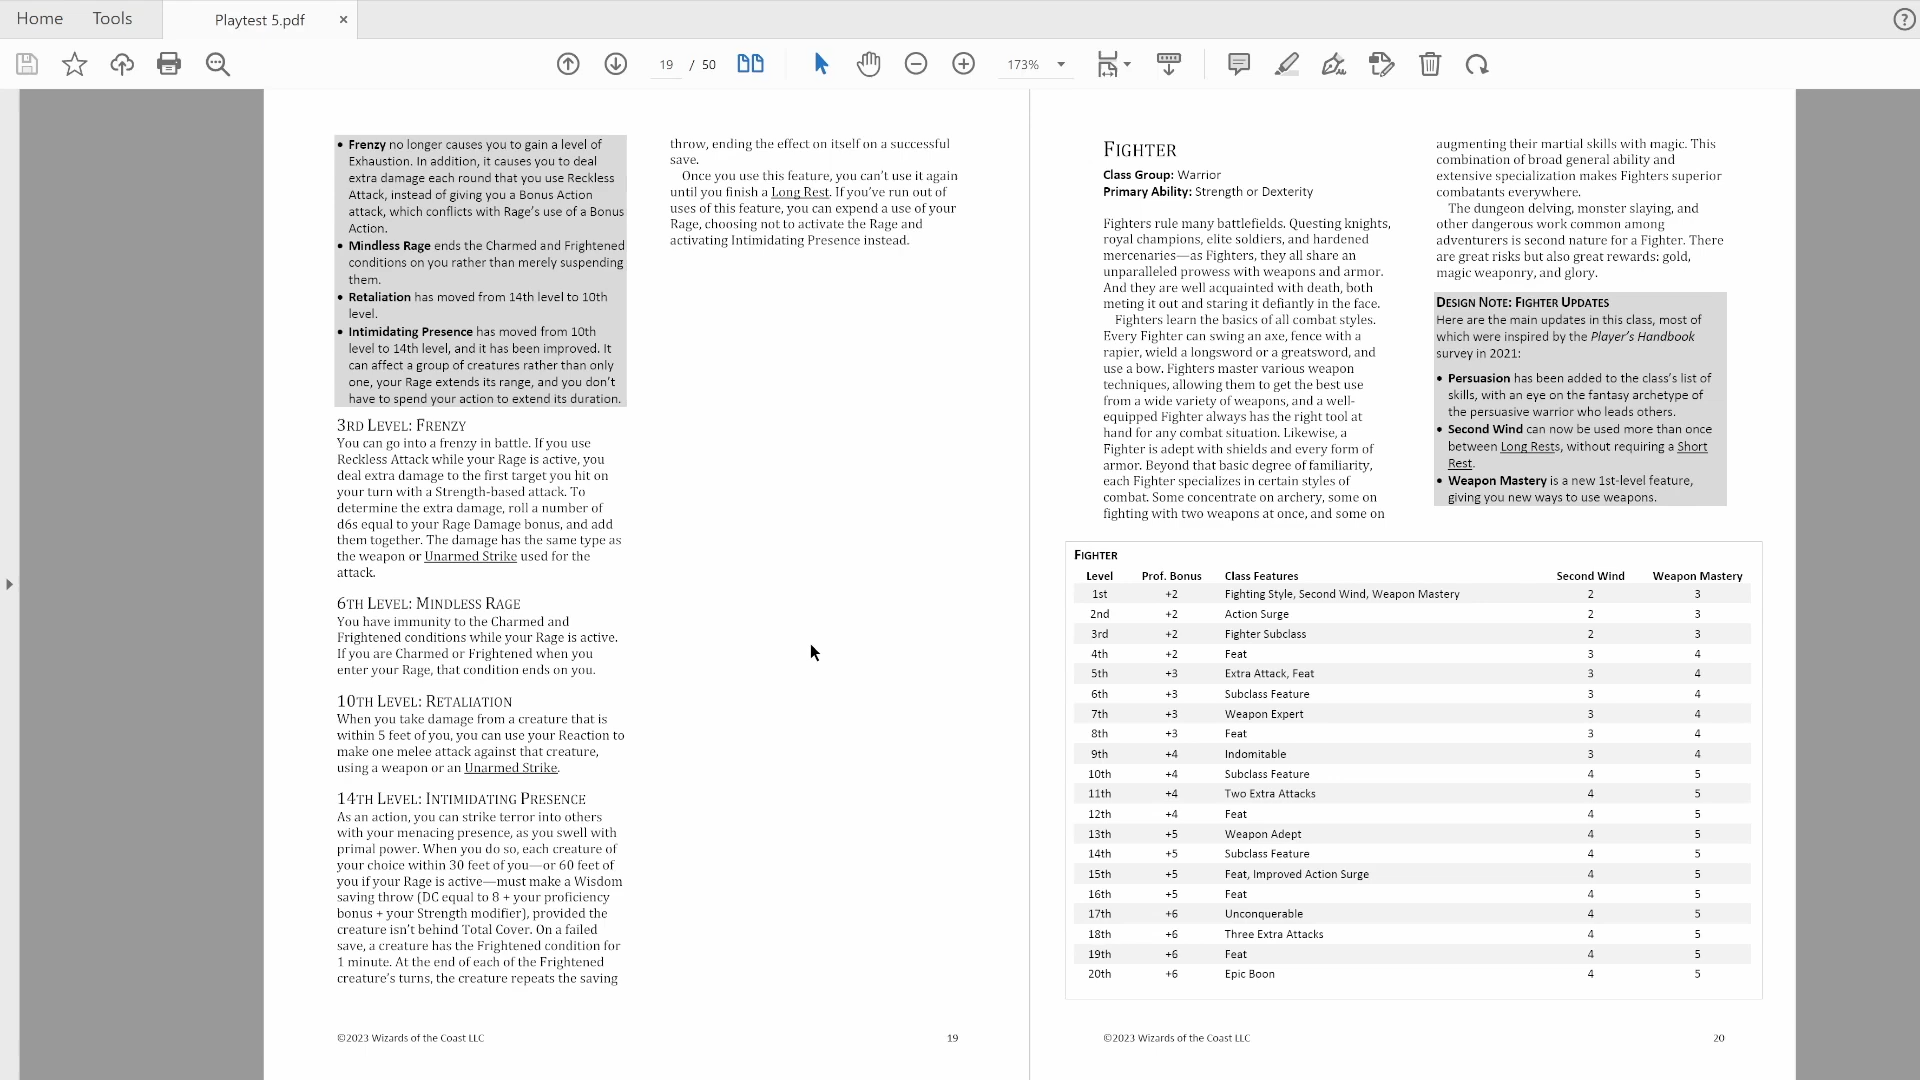 Home
Tools
Playtest 5.pdf
19 / 50
173%
• Frenzy no longer causes you to gain a level of
Exhaustion. In addition, it causes you to deal
extra damage each round that you use Reckless
Attack, instead of giving you a Bonus Action
attack, which conflicts with Rage's use of a Bonus
Action.
• Mindless Rage ends the Charmed and Frightened
conditions on you rather than merely suspending
them.
• Retaliation has moved from 14th level to 10th
level.
• Intimidating Presence has moved from 10th
level to 14th level, and it has been improved. It
can affect a group of creatures rather than only
one, your Rage extends its range, and you don't
have to spend your action to extend its duration.
3RD LEVEL: FRENZY
You can go into a frenzy in battle. If you use
Reckless Attack while your Rage is active, you
deal extra damage to the first target you hit on
your turn with a Strength-based attack. To
determine the extra damage, roll a number of
d6s equal to your Rage Damage bonus, and add
them together. The damage has the same type as
the weapon or Unarmed Strike used for the
attack.
6TH LEVEL: MINDLESS RAGE
You have immunity to the Charmed and
Frightened conditions while your Rage is active.
If you are Charmed or Frightened when you
enter your Rage, that condition ends on you.
10TH LEVEL: RETALIATION
When you take damage from a creature that is
within 5 feet of you, you can use your Reaction to
make one melee attack against that creature,
using a weapon or an Unarmed Strike.
14TH LEVEL: INTIMIDATING PRESENCE
As an action, you can strike terror into others
with your menacing presence, as you swell with
primal power. When you do so, each creature of
your choice within 30 feet of you—or 60 feet of
you if your Rage is active—must make a Wisdom
saving throw (DC equal to 8 + your proficiency
bonus + your Strength modifier), provided the
creature isn't behind Total Cover. On a failed
save, a creature has the Frightened condition for
1 minute. At the end of each of the Frightened
creature's turns, the creature repeats the saving
throw, ending the effect on itself on a successful
save.
Once you use this feature, you can't use it again
until you finish a Long Rest. If you've run out of
uses of this feature, you can expend a use of your
Rage, choosing not to activate the Rage and
activating Intimidating Presence instead.
©2023 Wizards of the Coast LLC
19
FIGHTER
Class Group: Warrior
Primary Ability: Strength or Dexterity
Fighters rule many battlefields. Questing knights,
royal champions, elite soldiers, and hardened
mercenaries—as Fighters, they all share an
unparalleled prowess with weapons and armor.
And they are well acquainted with death, both
meting it out and staring it defiantly in the face.
Fighters learn the basics of all combat styles.
Every Fighter can swing an axe, fence with a
rapier, wield a longsword or a greatsword, and
use a bow. Fighters master various weapon
techniques, allowing them to get the best use
from a wide variety of weapons, and a well-
equipped Fighter always has the right tool at
hand for any combat situation. Likewise, a
Fighter is adept with shields and every form of
armor. Beyond that basic degree of familiarity,
each Fighter specializes in certain styles of
combat. Some concentrate on archery, some on
fighting with two weapons at once, and some on
augmenting their martial skills with magic. This
combination of broad general ability and
extensive specialization makes Fighters superior
combatants everywhere.
The dungeon delving, monster slaying, and
other dangerous work common among
adventurers is second nature for a Fighter. There
are great risks but also great rewards: gold,
magic weaponry, and glory.
DESIGN NOTE: FIGHTER UPDATES
Here are the main updates in this class, most of
which were inspired by the Player's Handbook
survey in 2021:
• Persuasion has been added to the class's list of
skills, with an eye on the fantasy archetype of
the persuasive warrior who leads others.
• Second Wind can now be used more than once
between Long Rests, without requiring a Short
Rest.
• Weapon Mastery is a new 1st-level feature,
giving you new ways to use weapons.
FIGHTER
Level Prof. Bonus Class Features Second Wind Weapon Mastery
1st +2 Fighting Style, Second Wind, Weapon Mastery 2 3
2nd +2 Action Surge 2 3
3rd +2 Fighter Subclass 2 3
4th +2 Feat 3 4
5th +3 Extra Attack, Feat 3 4
6th +3 Subclass Feature 3 4
7th +3 Weapon Expert 3 4
8th +3 Feat 3 4
9th +4 Indomitable 3 4
10th +4 Subclass Feature 4 5
11th +4 Two Extra Attacks 4 5
12th +4 Feat 4 5
13th +5 Weapon Adept 4 5
14th +5 Subclass Feature 4 5
15th +5 Feat, Improved Action Surge 4 5
16th +5 Feat 4 5
17th +6 Unconquerable 4 5
18th +6 Three Extra Attacks 4 5
19th +6 Feat 4 5
20th +6 Epic Boon 4 5
©2023 Wizards of the Coast LLC
20